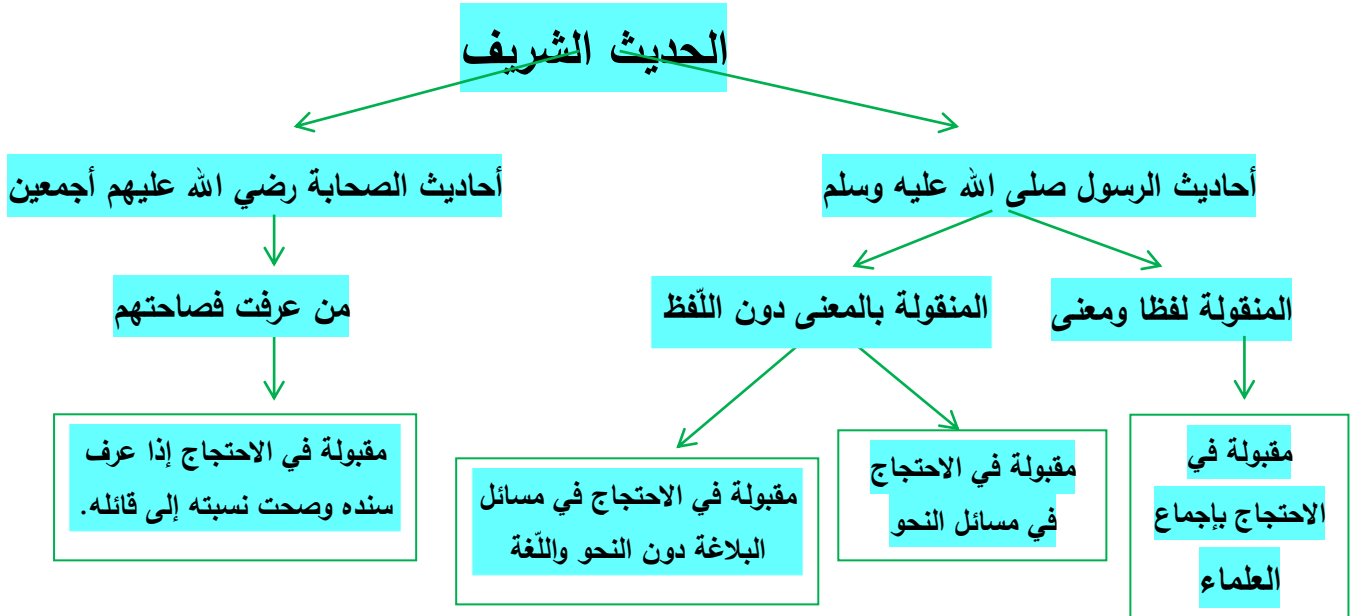 الحديث الشريف
أحاديث الرسول صلى الله عليه وسلم
أحاديث الصحابة رضي الله عليهم أجمعين
المنقولة لفظا ومعنى
المنقولة بالمعنى دون اللّفظ
من عرفت فصاحتهم
مقبولة في
الاحتجاج بإجماع
العلماء
مقبولة في الاحتجاج
في مسائل النحو
مقبولة في الاحتجاج في مسائل
البلاغة دون النحو واللّغة
مقبولة في الاحتجاج إذا عرف
سنده وصحت نسبته إلى قائله.